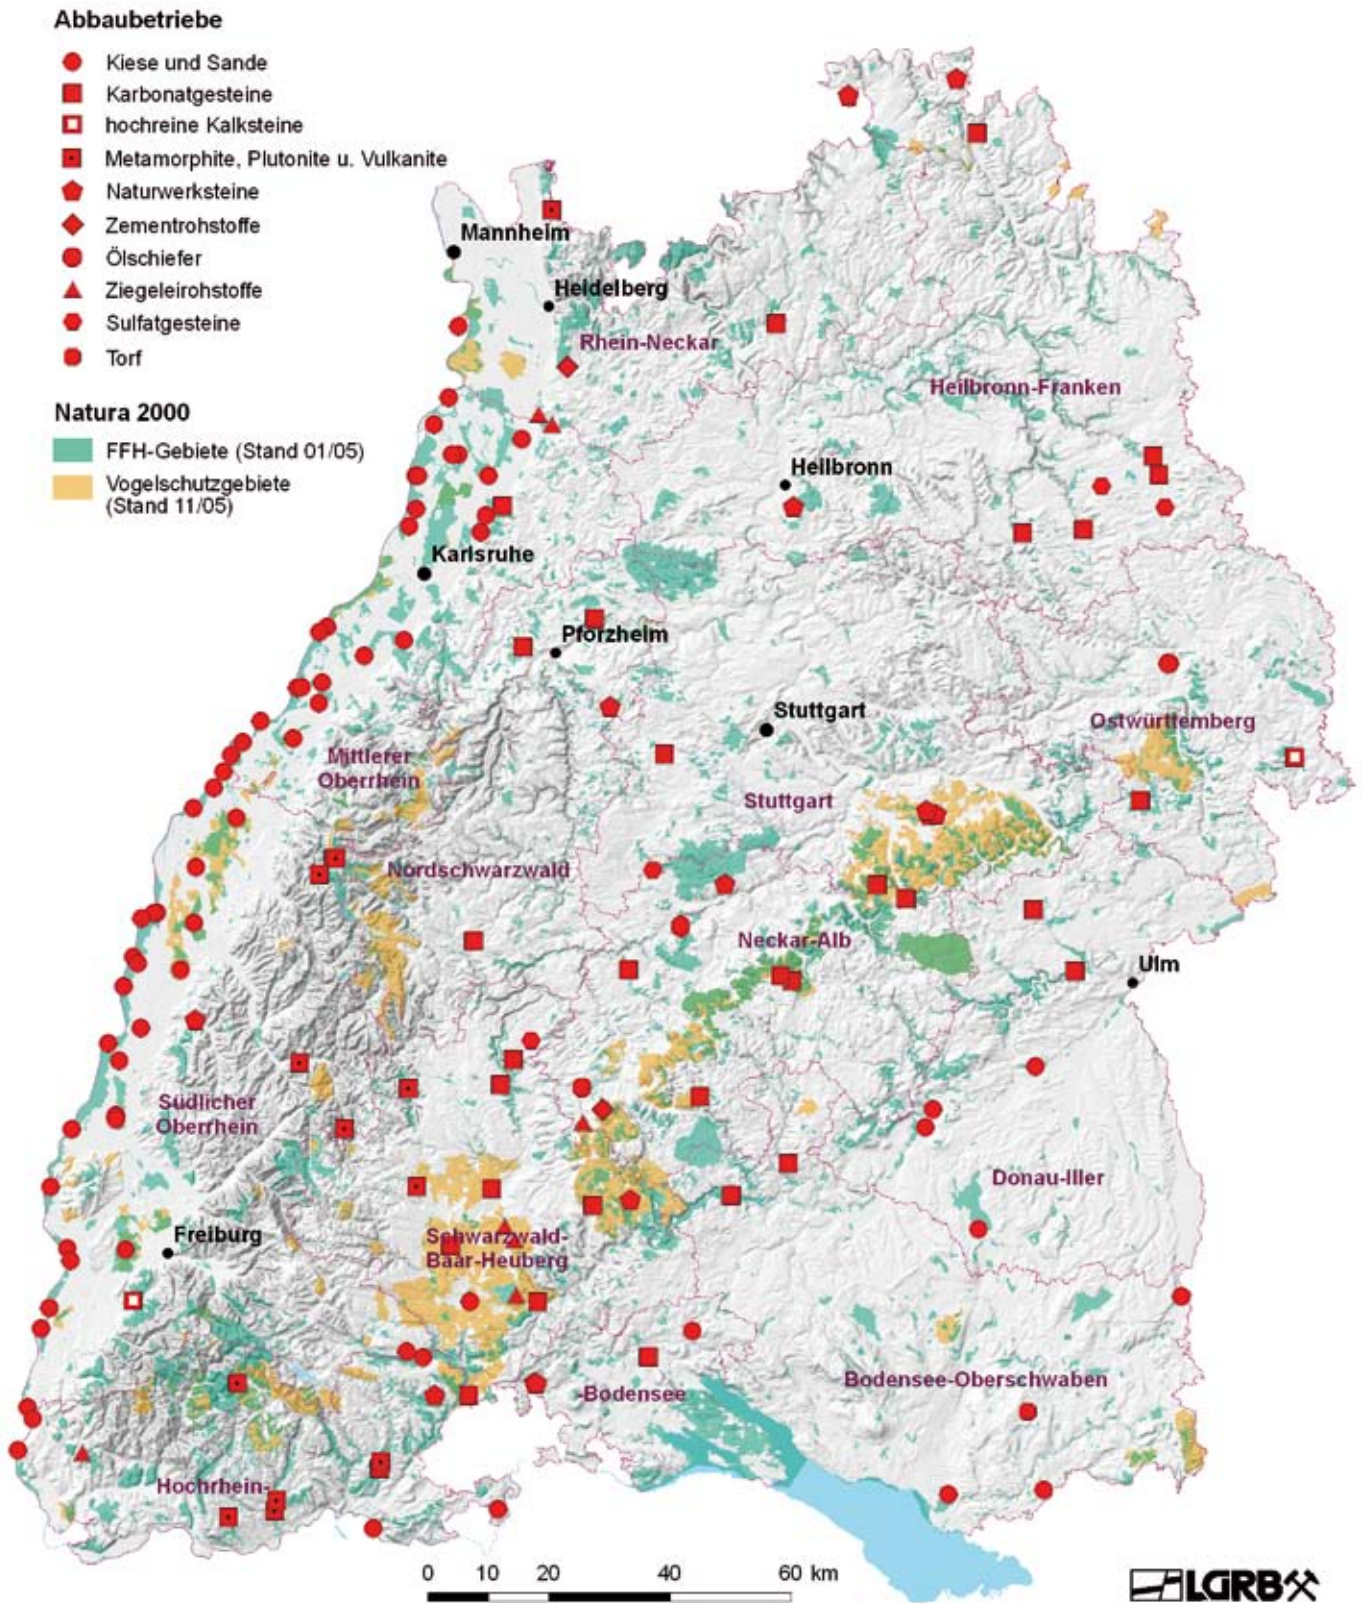 Abbaubetriebe
Kiese und Sande
Karbonatgesteine
hochreine Kalksteine
Metamorphite, Plutonite u. Vulkanite
Naturwerksteine
Zementrohstoffe
Ölschiefer
Ziegeleirohstoffe
Sulfatgesteine
Torf
Natura 2000
FFH-Gebiete (Stand 01/05)
Vogelschutzgebiete
(Stand 11/05)
Mannheim
Heidelberg
Rhein-Neckar
Heilbronn-Franken
Heilbronn
Karlsruhe
Pforzheim
Stuttgart
Ostwürttemberg
Mittlerer
Oberrhein
Stuttgart
Nordschwarzwald
Neckar-Alb
Ulm
Südlicher
Oberrhein
Donau-Iller
Freiburg
Schwarzwald-
Baar-Heuberg
Bodensee-Oberschwaben
-Bodensee
Hochrhein-
0 10 20 40 60 km
LGRB